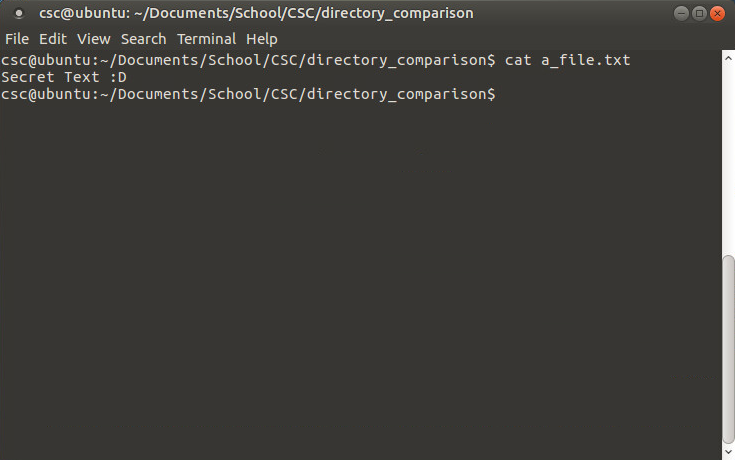 csc@ubuntu: ~/Documents/School/CSC/directory_comparison
File Edit View Search Terminal Help
csc@ubuntu:~/Documents/School/CSC/directory_comparison$ cat a_file.txt
Secret Text :D
csc@ubuntu:~/Documents/School/CSC/directory_comparison$